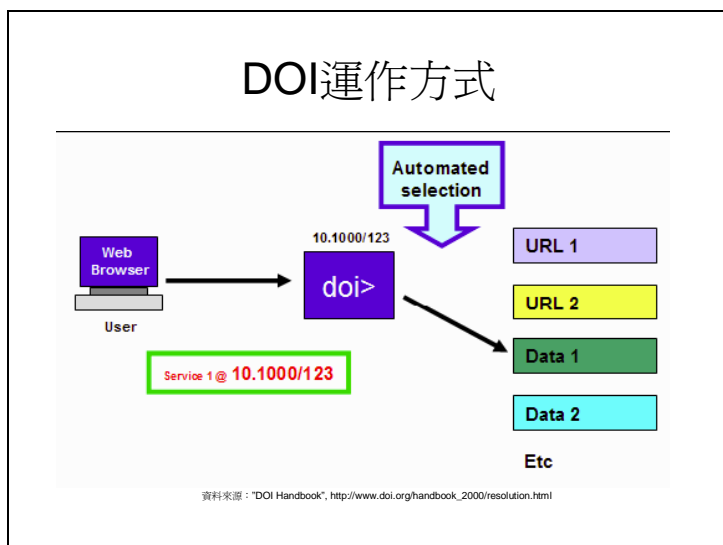 DOI運作方式
Automated
selection
10.1000/123
Web
Browser
doi>
User
Service 1 @ 10.1000/123
URL 1
URL 2
Data 1
Data 2
Etc
資料來源："DOI Handbook", http://www.doi.org/handbook_2000/resolution.html